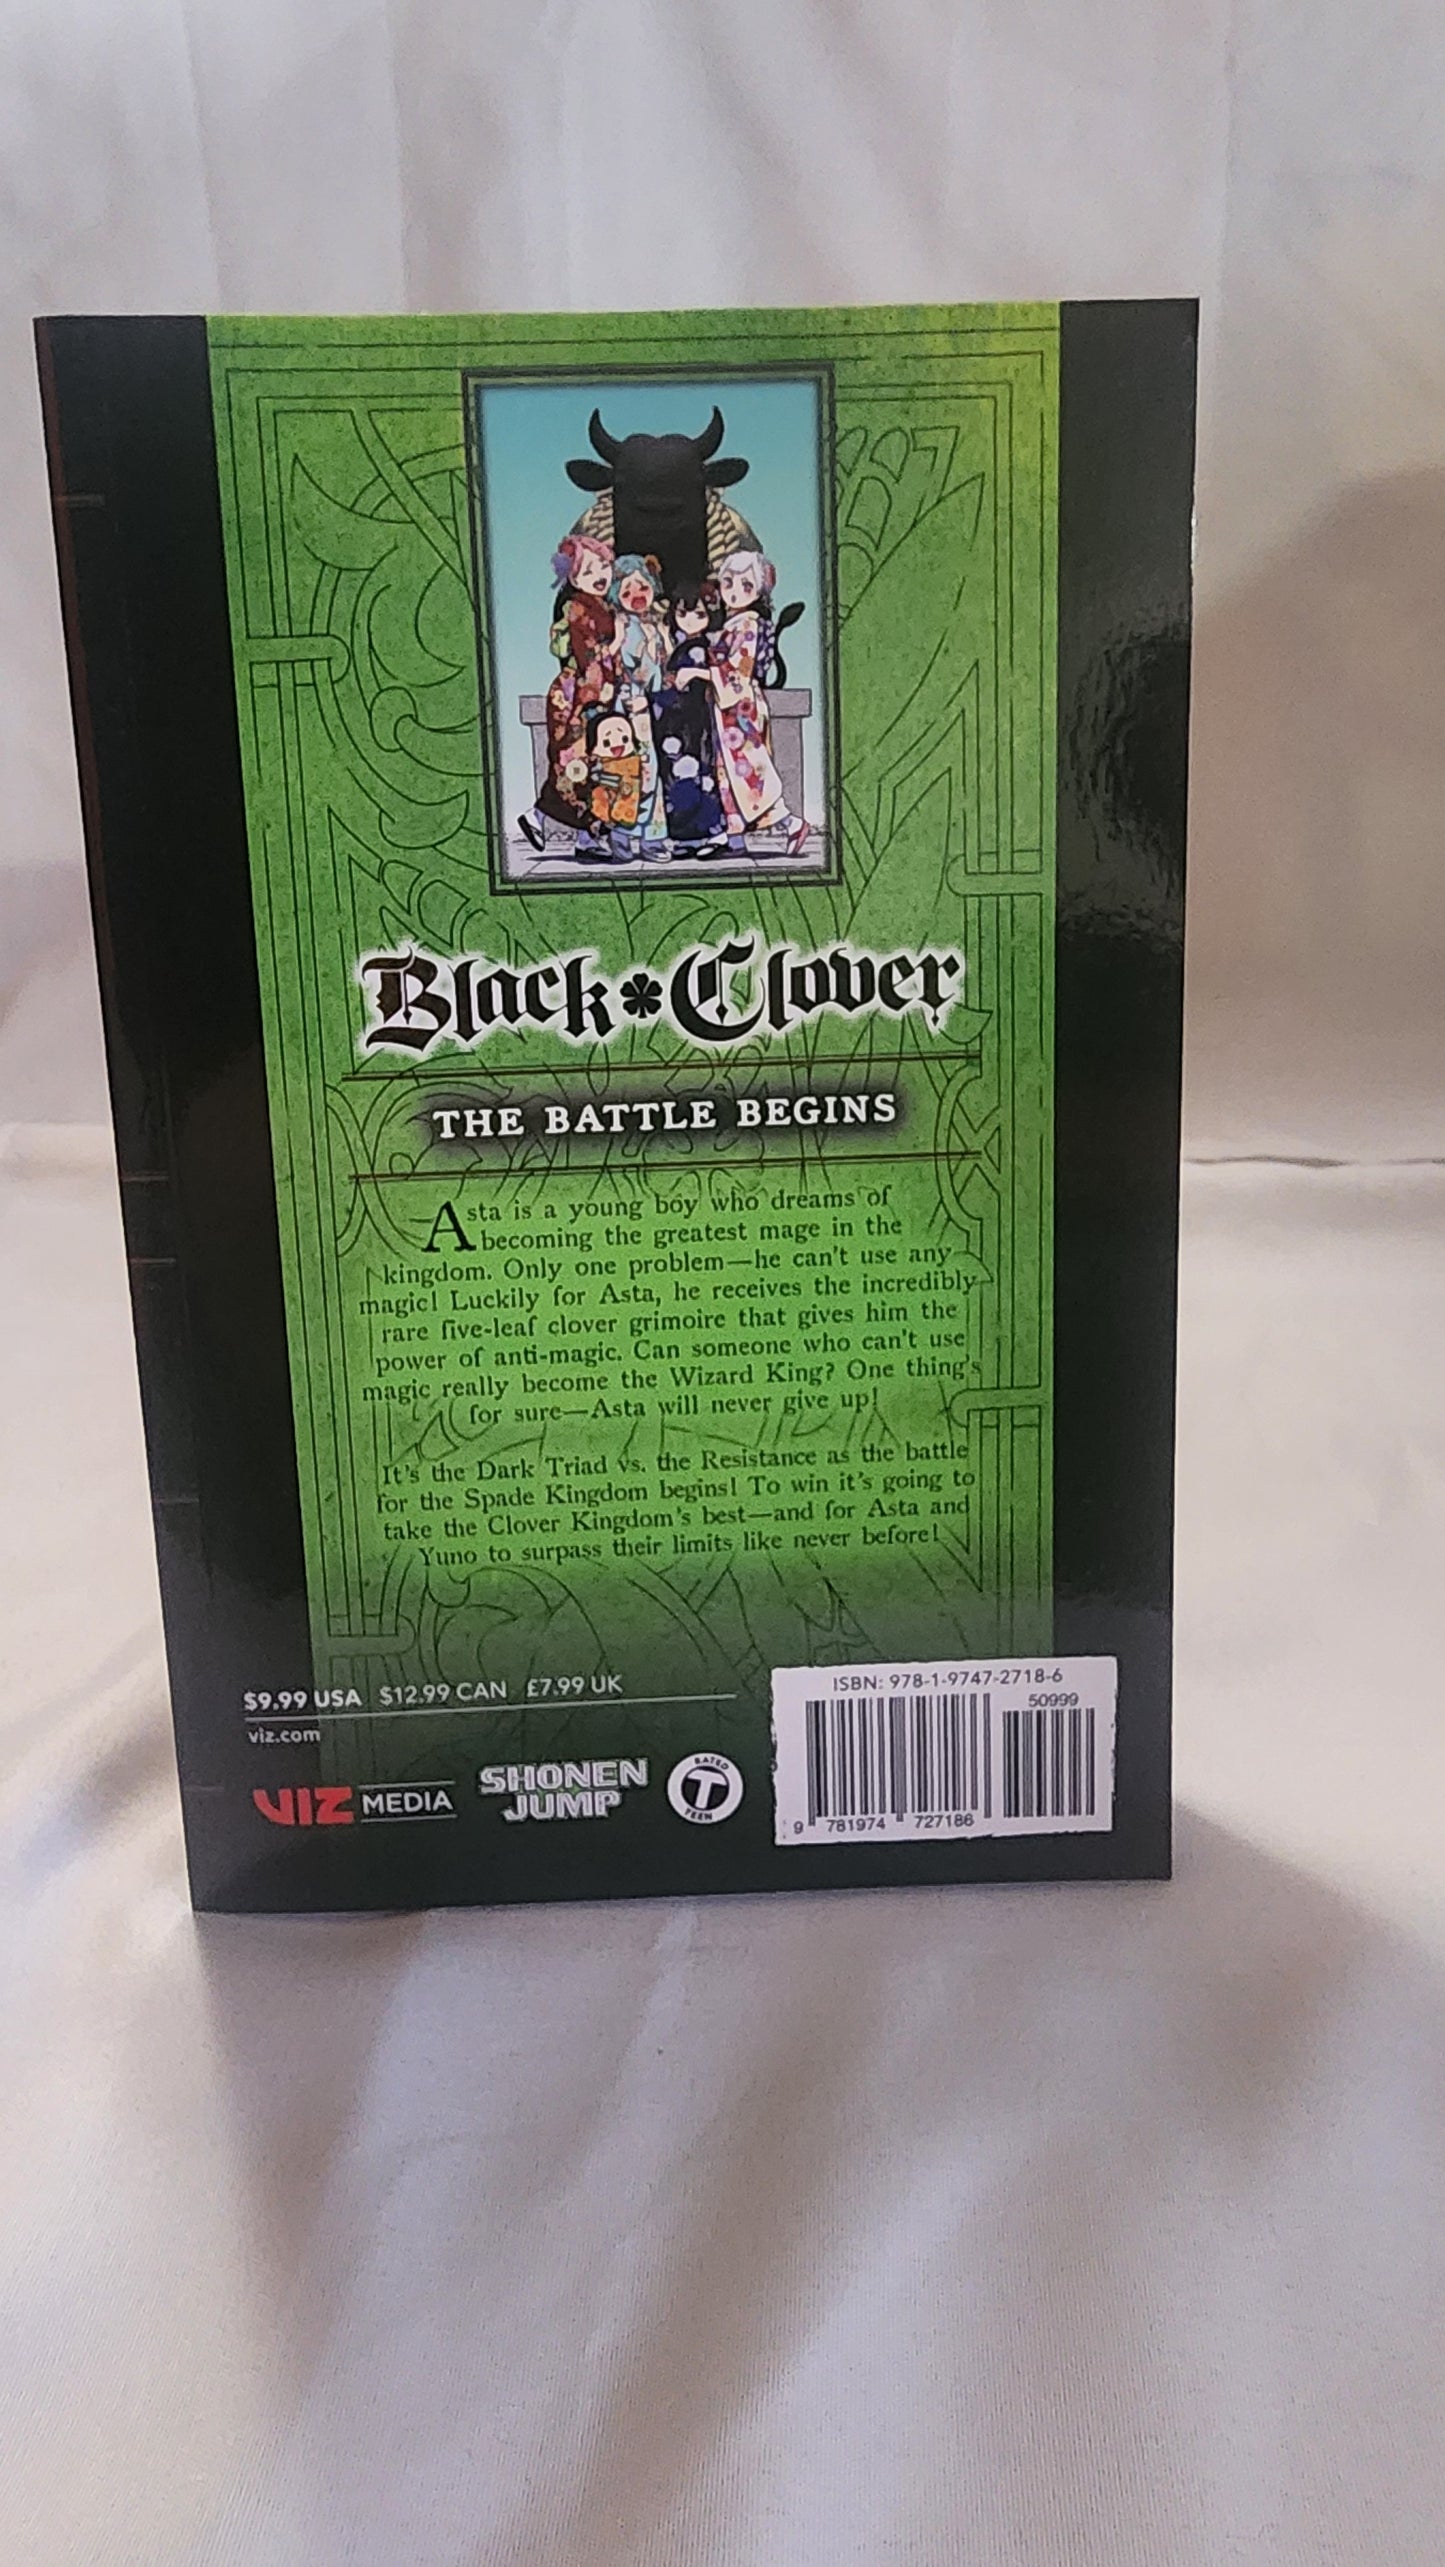 Black Clover
THE BATTLE BEGINS
Asta is a young boy who dreams of
becoming the greatest mage in the
kingdom. Only one problem—he can't use any
magic! Luckily for Asta, he receives the incredibly
rare five-leaf clover grimoire that gives him the
power of anti-magic. Can someone who can't use
magic really become the Wizard King? One thing's
for sure—Asta will never give up!
It's the Dark Triad vs. the Resistance as the battle
for the Spade Kingdom begins! To win it's going to
take the Clover Kingdom's best—and for Asta and
Yuno to surpass their limits like never before!
$9.99 USA $12.99 CAN £7.99 UK
viz.com
VIZ MEDIA
SHONEN
JUMP
RATED
T
TEEN
ISBN: 978-1-9747-2718-6
50999
9 781974 727186